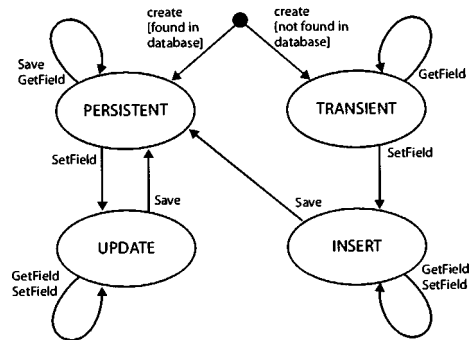 create
[found in
database]
create
{not found in
database]
Save
GetField
GetField
PERSISTENT
TRANSIENT
SetField
SetField
Save
Save
UPDATE
INSERT
GetField
SetField
GetField
SetField